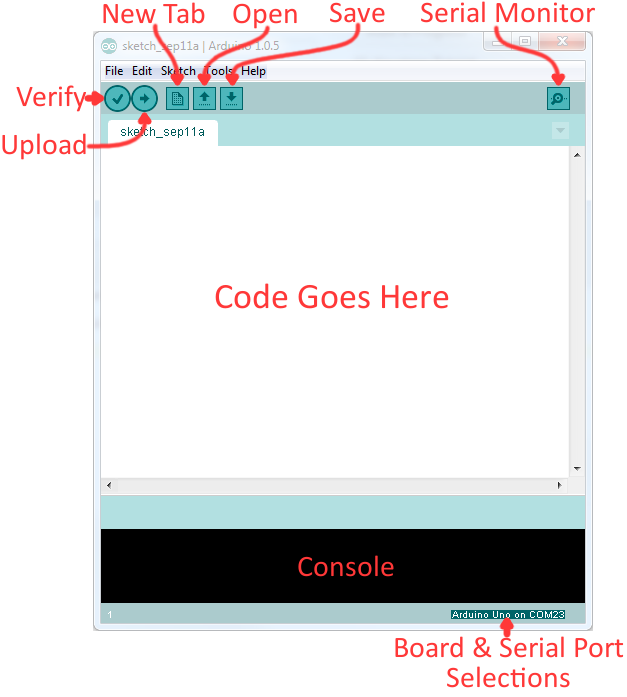 New Tab Open Save Serial Monitor
sketch_sep11a | Arduino 1.0.5
File Edit Sketch Tools Help
Verify
Upload
sketch_sep11a
Code Goes Here
Console
1
Arduino Uno on COM23
Board & Serial Port
Selections